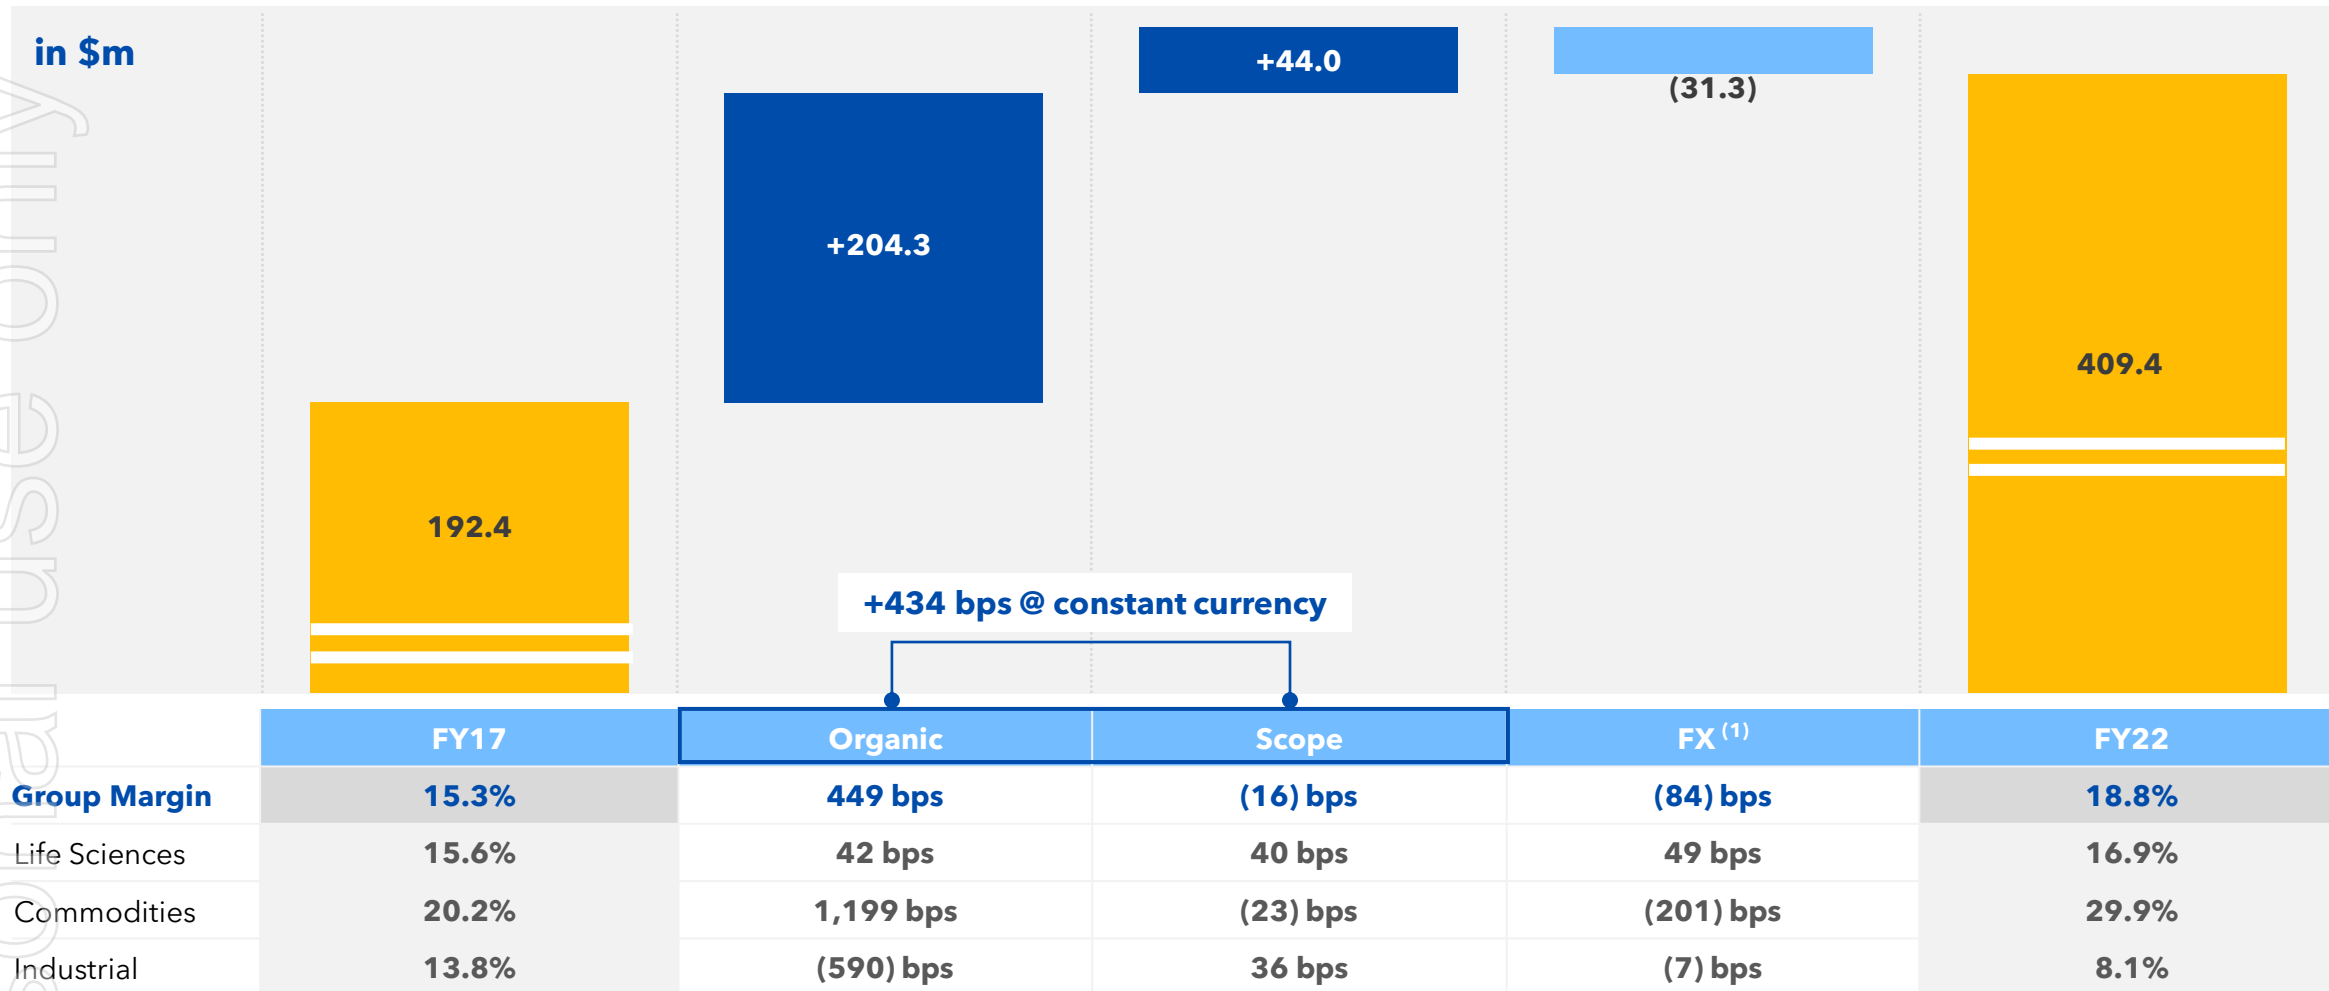 in $m
+44.0
(31.3)
+204.3
409.4
192.4
+434 bps @ constant currency
FY17 Organic Scope FX (1) FY22
Group Margin 15.3% 449 bps (16) bps (84) bps 18.8%
Life Sciences 15.6% 42 bps 40 bps 49 bps 16.9%
Commodities 20.2% 1,199 bps (23) bps (201) bps 29.9%
Industrial 13.8% (590) bps 36 bps (7) bps 8.1%
use only